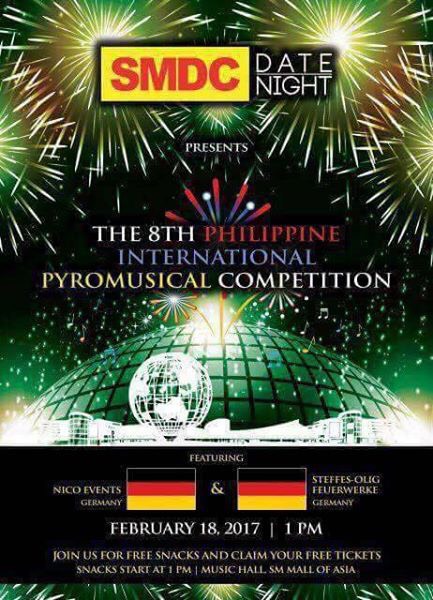 SMDC
DATE
NIGHT
PRESENTS
THE 8TH PHILIPPINE
INTERNATIONAL
PYROMUSICAL COMPETITION
FEATURING
NICO EVENTS
GERMANY
&
STEFFES-OLIG
FEUERWERKE
GERMANY
FEBRUARY 18, 2017 | 1 PM
JOIN US FOR FREE SNACKS AND CLAIM YOUR FREE TICKETS
SNACKS START AT 1 PM | MUSIC HALL, SM MALL OF ASIA